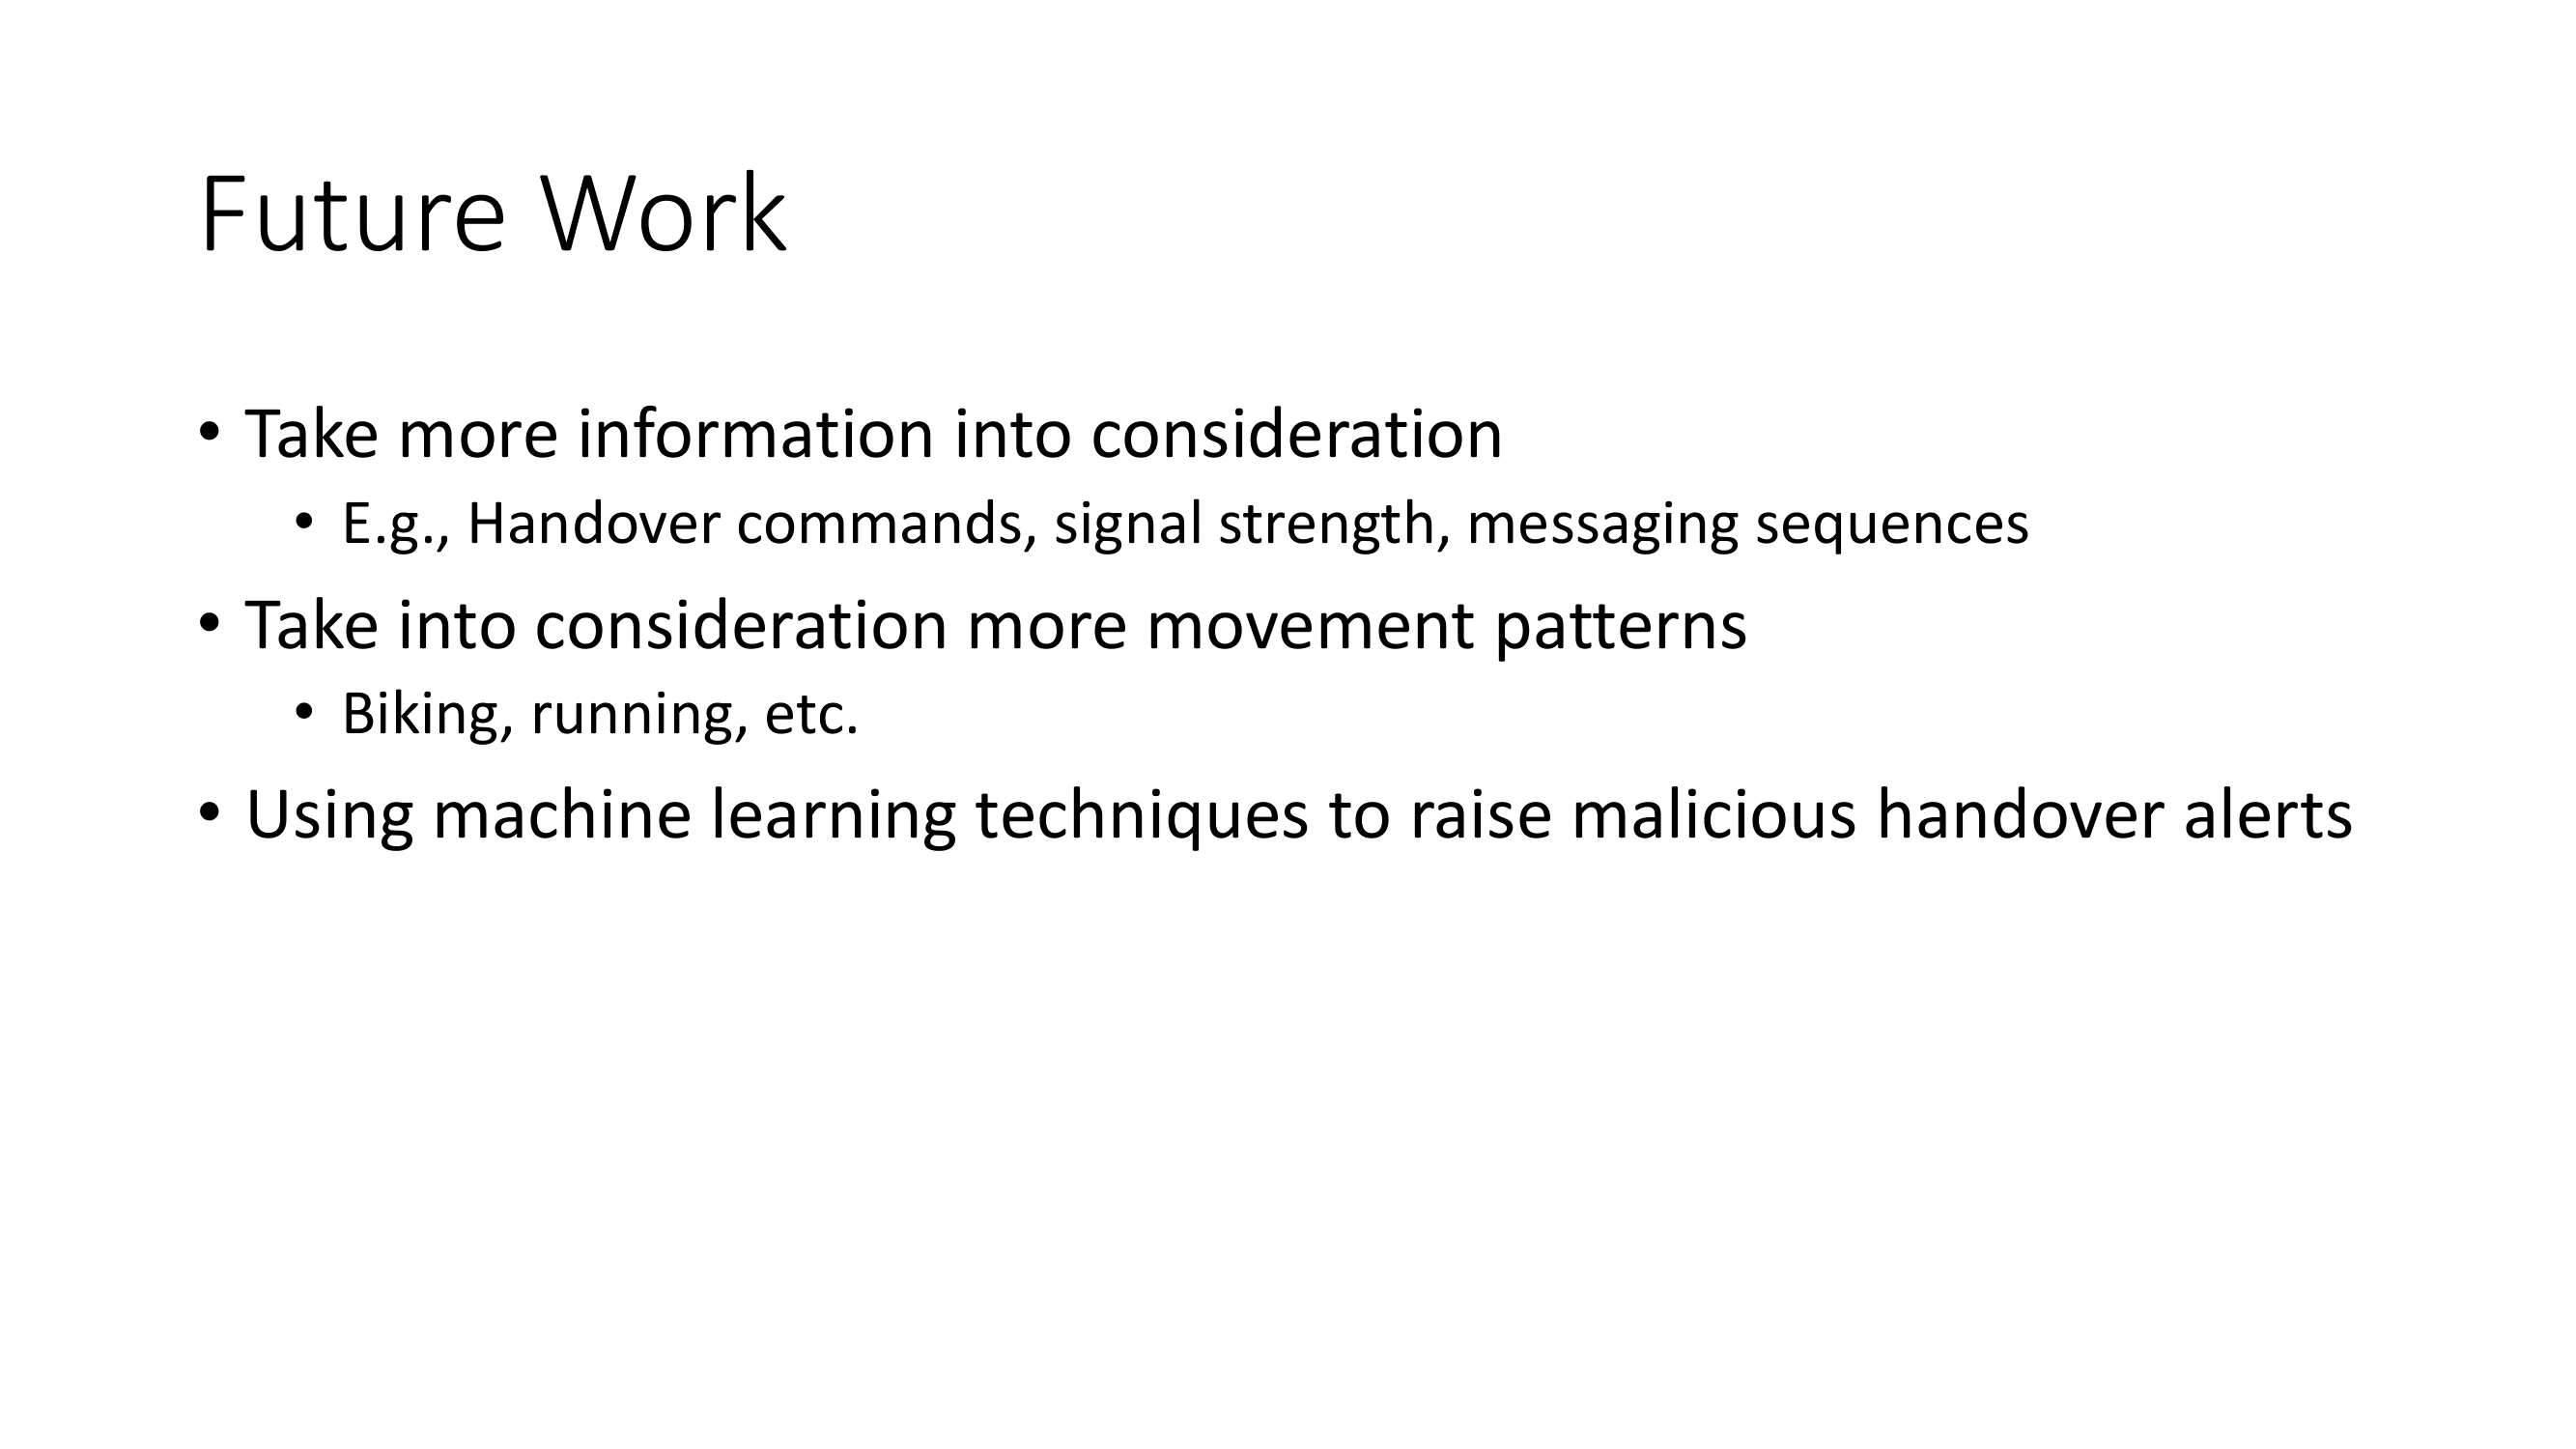 Future Work
• Take more information into consideration
• E.g., Handover commands, signal strength, messaging sequences
• Take into consideration more movement patterns
• Biking, running, etc.
• Using machine learning techniques to raise malicious handover alerts